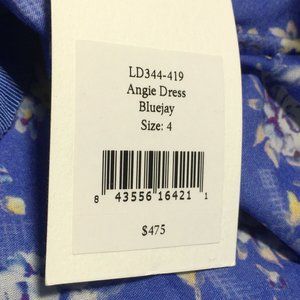 LD344-419
Angie Dress
Bluejay
Size: 4
8 43556 16421 1
$475